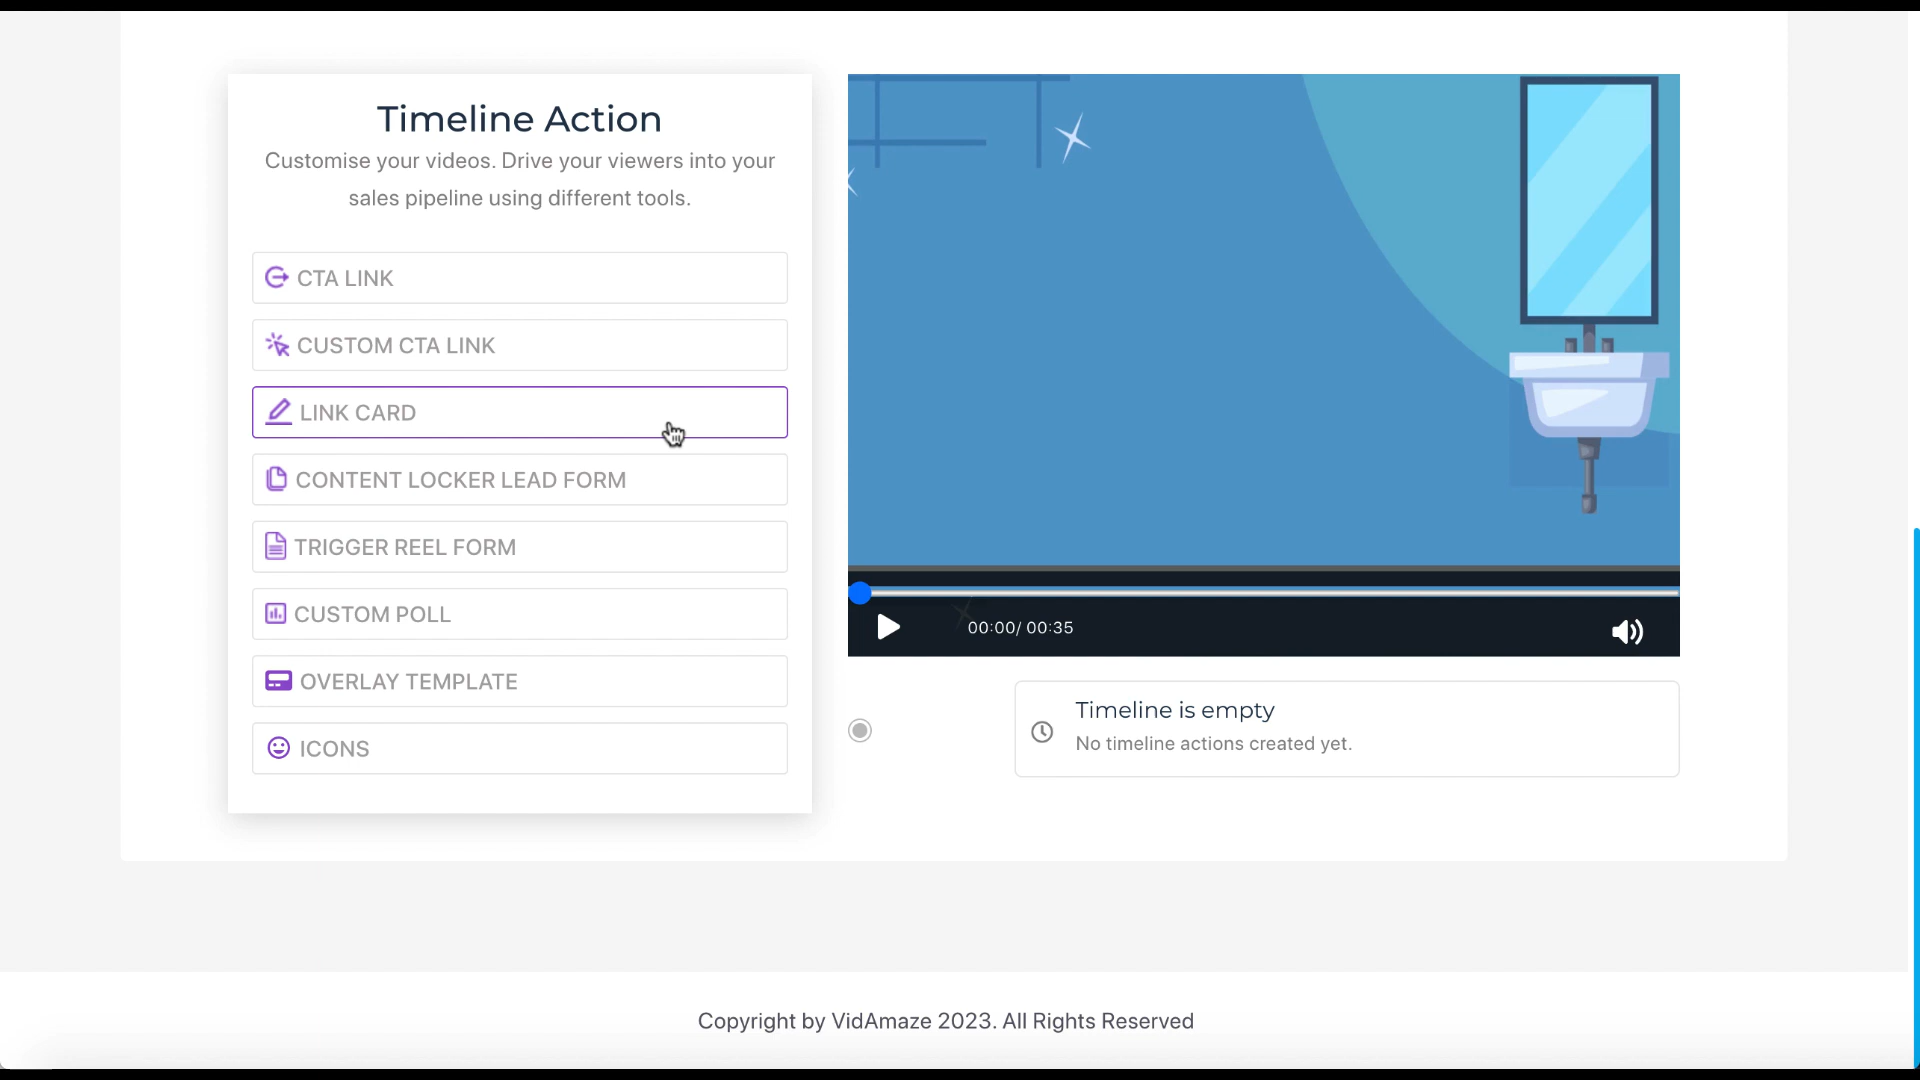 Timeline Action
Customise your videos. Drive your viewers into your
sales pipeline using different tools.
CTA LINK
CUSTOM CTA LINK
LINK CARD
CONTENT LOCKER LEAD FORM
TRIGGER REEL FORM
CUSTOM POLL
OVERLAY TEMPLATE
ICONS
00:00/ 00:35
Timeline is empty
No timeline actions created yet.
Copyright by VidAmaze 2023. All Rights Reserved